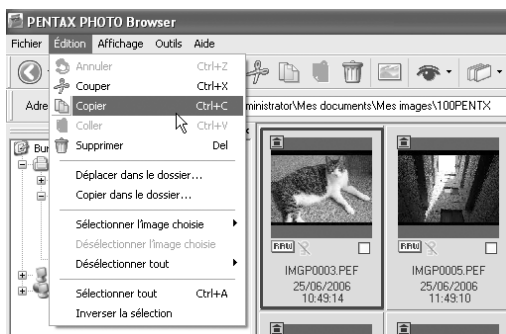 PENTAX PHOTO Browser
Fichier Édition Affichage Outils Aide
Annuler Ctrl+Z
Couper Ctrl+X
Adre
Copier Ctrl+C
ministrator\Mes documents\Mes images\100PENTX
Coller Ctrl+V
Bur
Supprimer Del
Déplacer dans le dossier...
Copier dans le dossier...
Sélectionner l'image choisie
Désélectionner l'image choisie
Désélectionner tout
Sélectionner tout Ctrl+A
Inverser la sélection
RAW
IMGP0003.PEF
25/06/2006
10:49:14
RAW
IMGP0005.PEF
25/06/2006
11:49:10